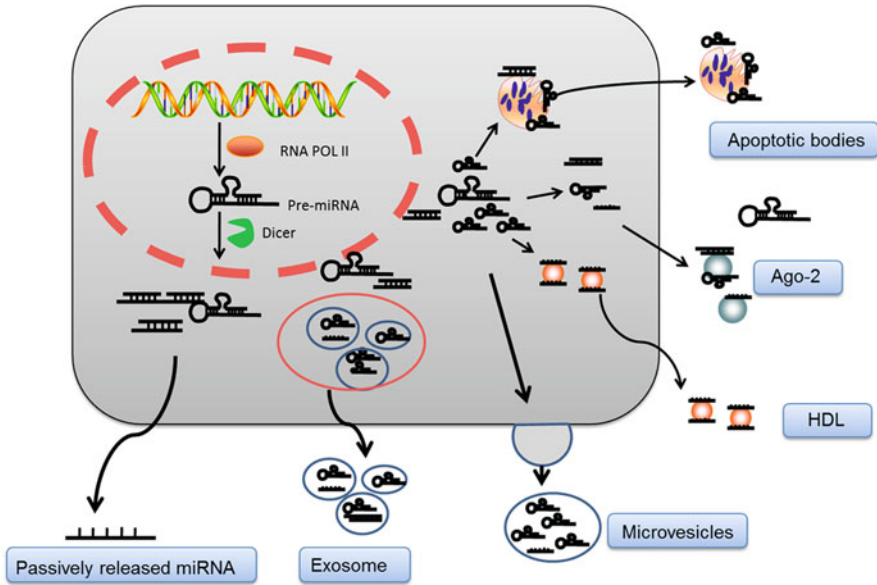 RNA POL II
Pre-miRNA
Dicer
Apoptotic bodies
Ago-2
HDL
Microvesicles
Exosome
Passively released miRNA